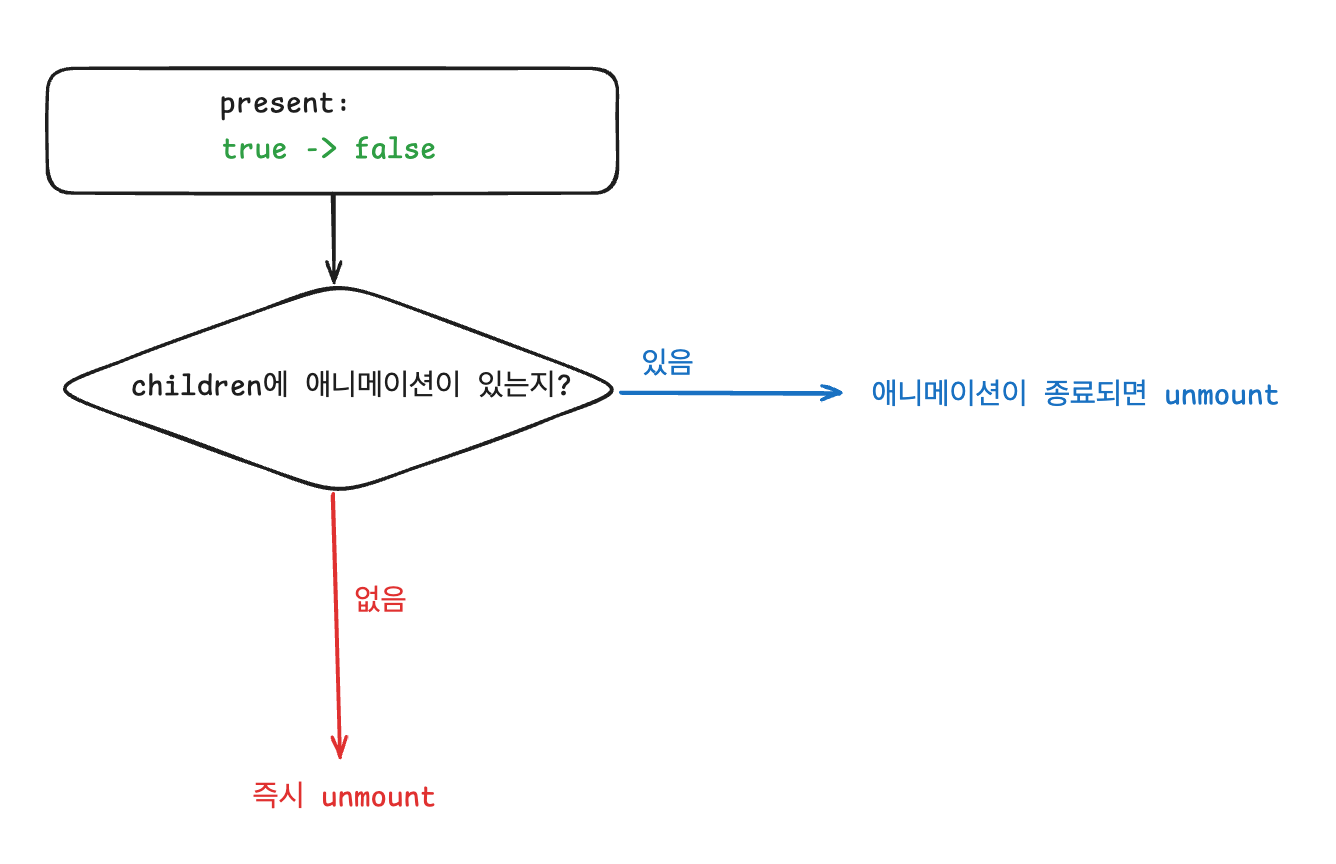 present:
true -> false
children에 애니메이션이 있는지?
있음
애니메이션이 종료되면 unmount
없음
즉시 unmount